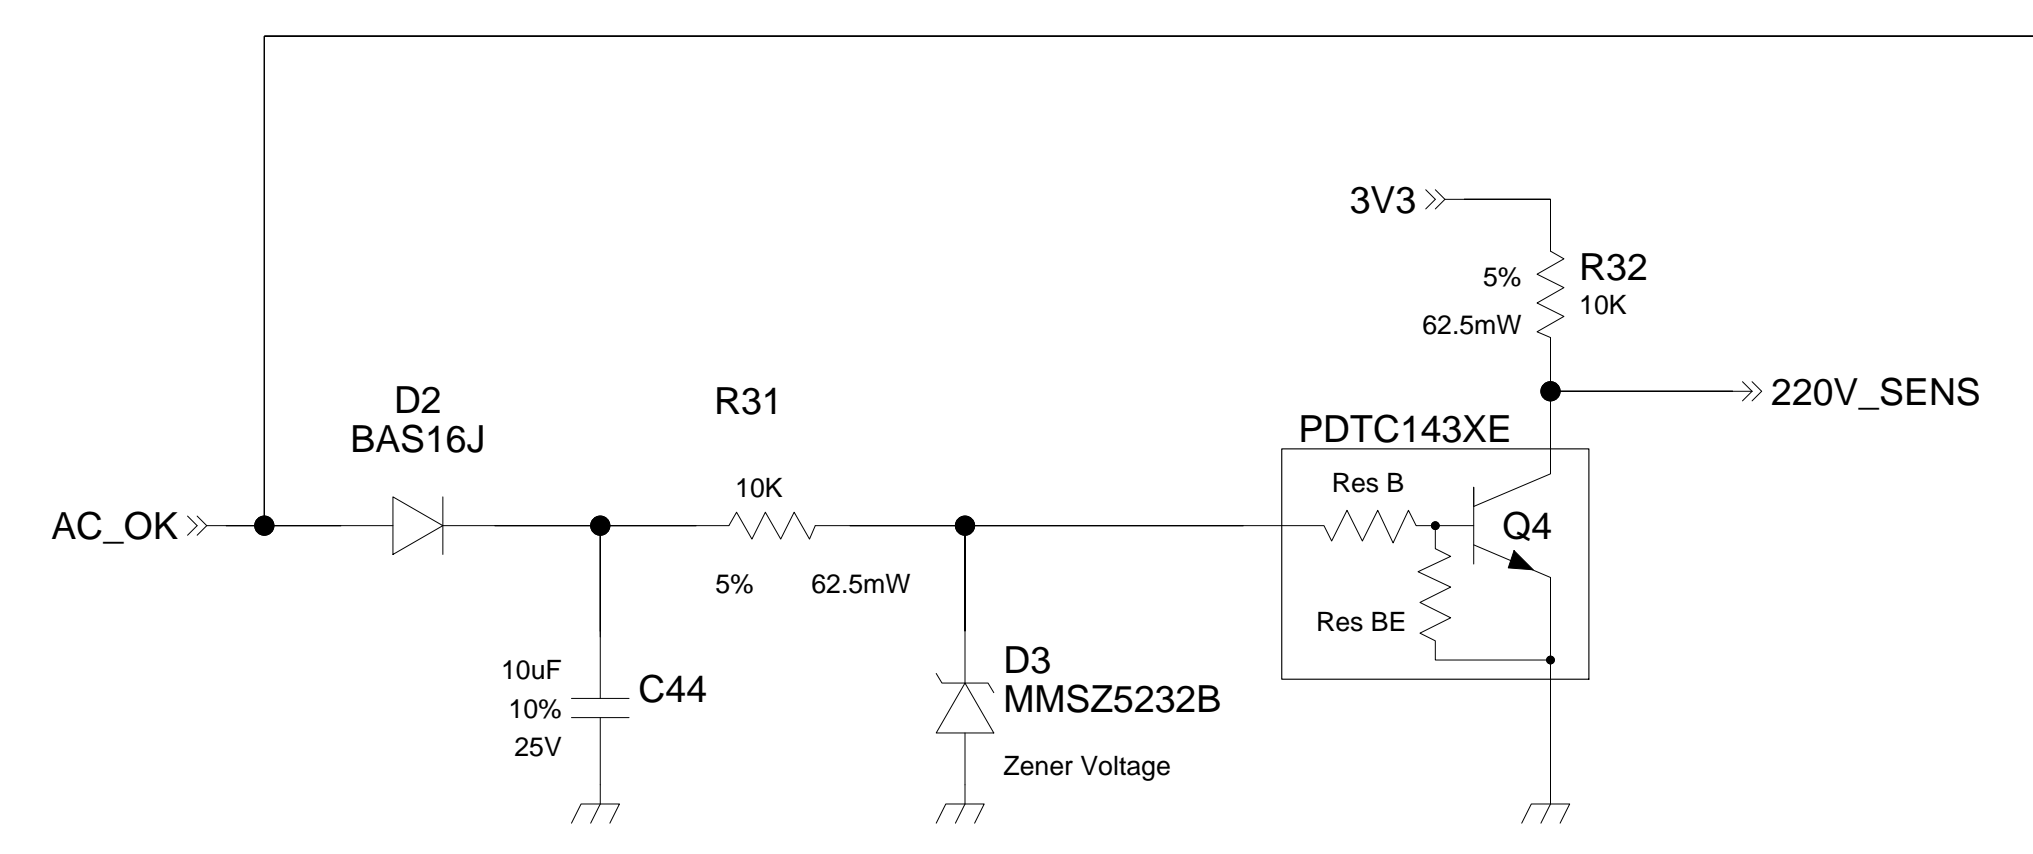 3V3
5%
R32
10K
62.5mW
220V_SENS
D2
BAS16J
R31
PDTC143XE
10K
Res B
AC_OK
Q4
5%
62.5mW
Res BE
10uF
10%
25V
C44
D3
MMSZ5232B
Zener Voltage